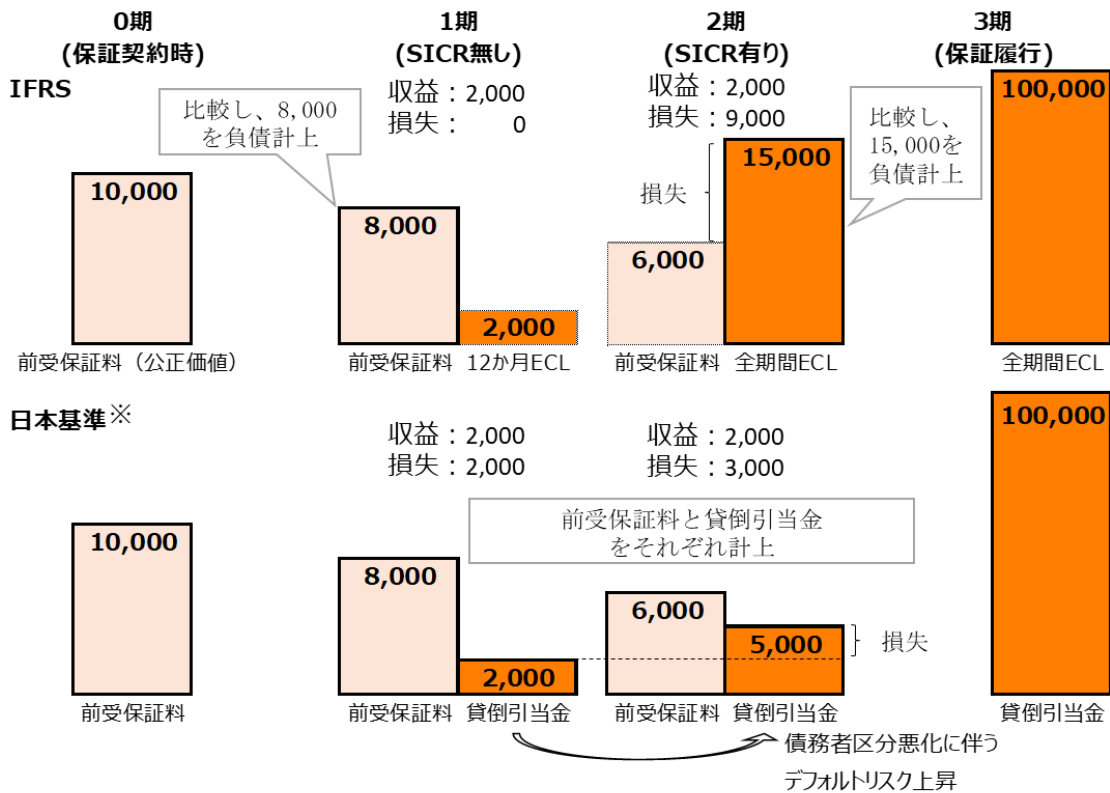 0期
(保証契約時)
1期
(SICR無し)
2期
(SICR有り)
3期
(保証履行)
IFRS
比較し、8,000
を負債計上
収益：2,000
損失： 0
収益：2,000
損失：9,000
比較し、
15,000を
負債計上
10,000
8,000
2,000
損失
6,000
15,000
100,000
前受保証料（公正価値）
前受保証料
12か月ECL
前受保証料
全期間ECL
全期間ECL
日本基準※
収益：2,000
損失：2,000
収益：2,000
損失：3,000
前受保証料と貸倒引当金
をそれぞれ計上
10,000
8,000
2,000
6,000
5,000
損失
100,000
前受保証料
前受保証料
貸倒引当金
前受保証料
貸倒引当金
貸倒引当金
債務者区分悪化に伴う
デフォルトリスク上昇